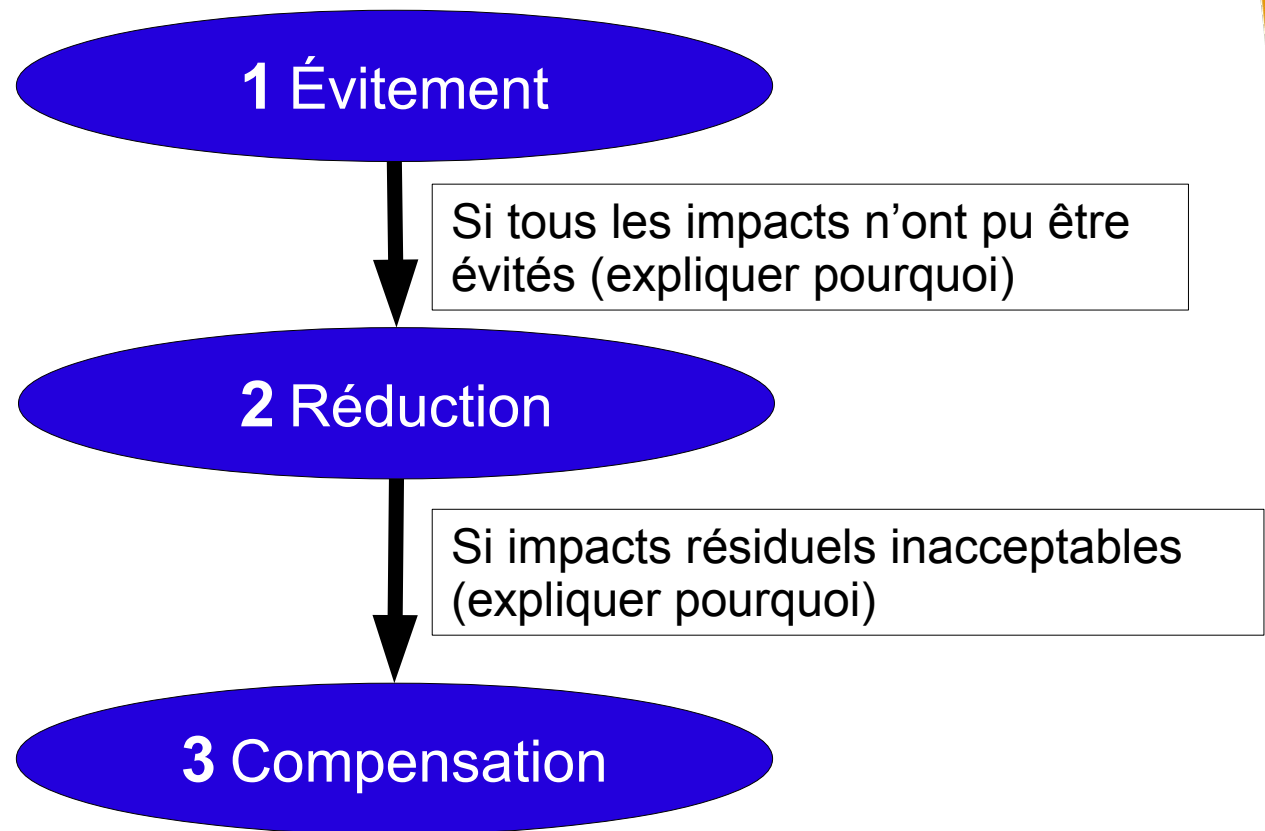 1 Évitement
Si tous les impacts n’ont pu être
évités (expliquer pourquoi)
2 Réduction
Si impacts résiduels inacceptables
(expliquer pourquoi)
3 Compensation